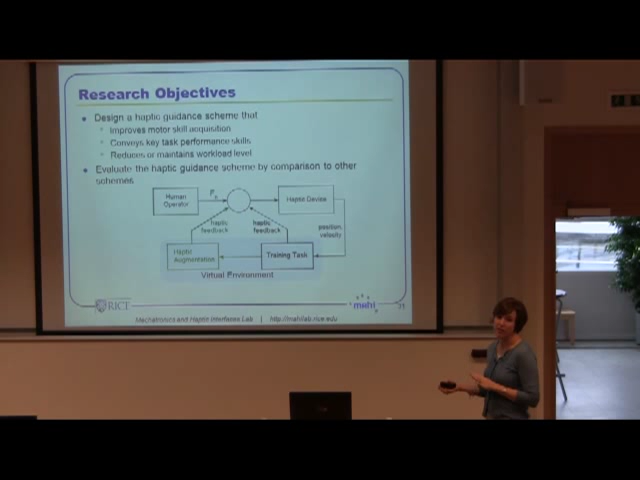 Research Objectives
Design a haptic guidance scheme that
Improves motor skill acquisition
Conveys key task performance skills
Reduces or maintains workload level
Evaluate the haptic guidance scheme by comparison to other
schemes
Human
Operator
Haptic Device
haptic
feedback
haptic
feedback
position,
velocity
Haptic
Augmentation
Training Task
Virtual Environment
RICE
mahi
Mechatronics and Haptic Interfaces Lab | http://mahilab.rice.edu